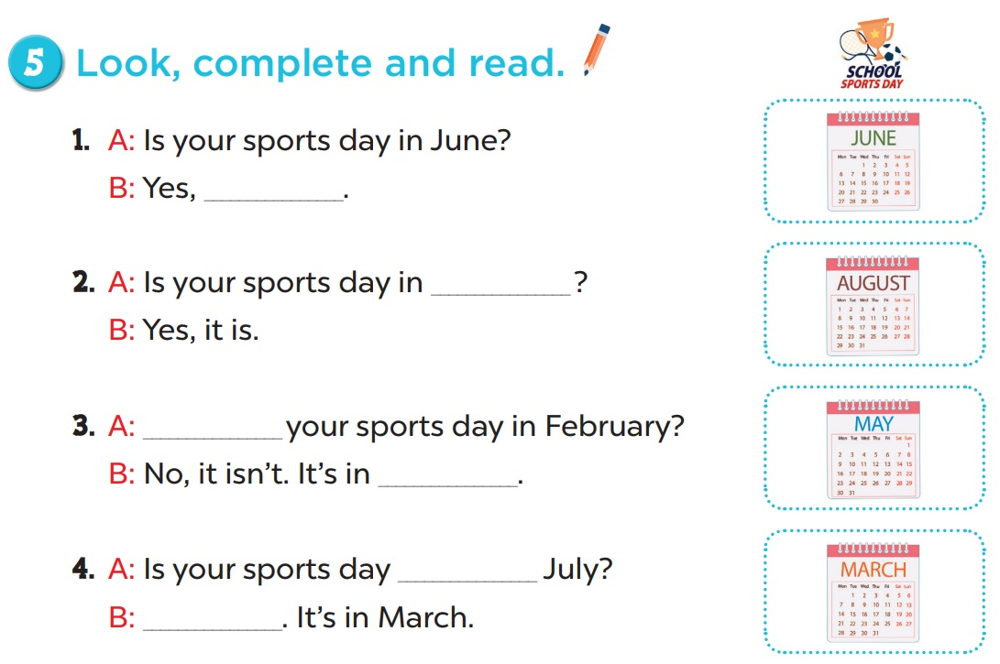 5 Look, complete and read.
SCHOOL
SPORTS DAY
1. A: Is your sports day in June?
B: Yes, ____________.
JUNE
Mon Tue Wed Thu Fri Sat Sun
1 2 3 4 5
6 7 8 9 10 11 12
13 14 15 16 17 18 19
20 21 22 23 24 25 26
27 28 29 30
2. A: Is your sports day in ____________?
B: Yes, it is.
AUGUST
Mon Tue Wed Thu Fri Sat Sun
1 2 3 4 5 6 7
8 9 10 11 12 13 14
15 16 17 18 19 20 21
22 23 24 25 26 27 28
29 30 31
3. A: ____________ your sports day in February?
B: No, it isn't. It's in ____________.
MAY
Mon Tue Wed Thu Fri Sat Sun
1
2 3 4 5 6 7 8
9 10 11 12 13 14 15
16 17 18 19 20 21 22
23 24 25 26 27 28 29
30 31
4. A: Is your sports day ____________ July?
B: ____________. It's in March.
MARCH
Mon Tue Wed Thu Fri Sat Sun
1 2 3 4 5 6
7 8 9 10 11 12 13
14 15 16 17 18 19 20
21 22 23 24 25 26 27
28 29 30 31